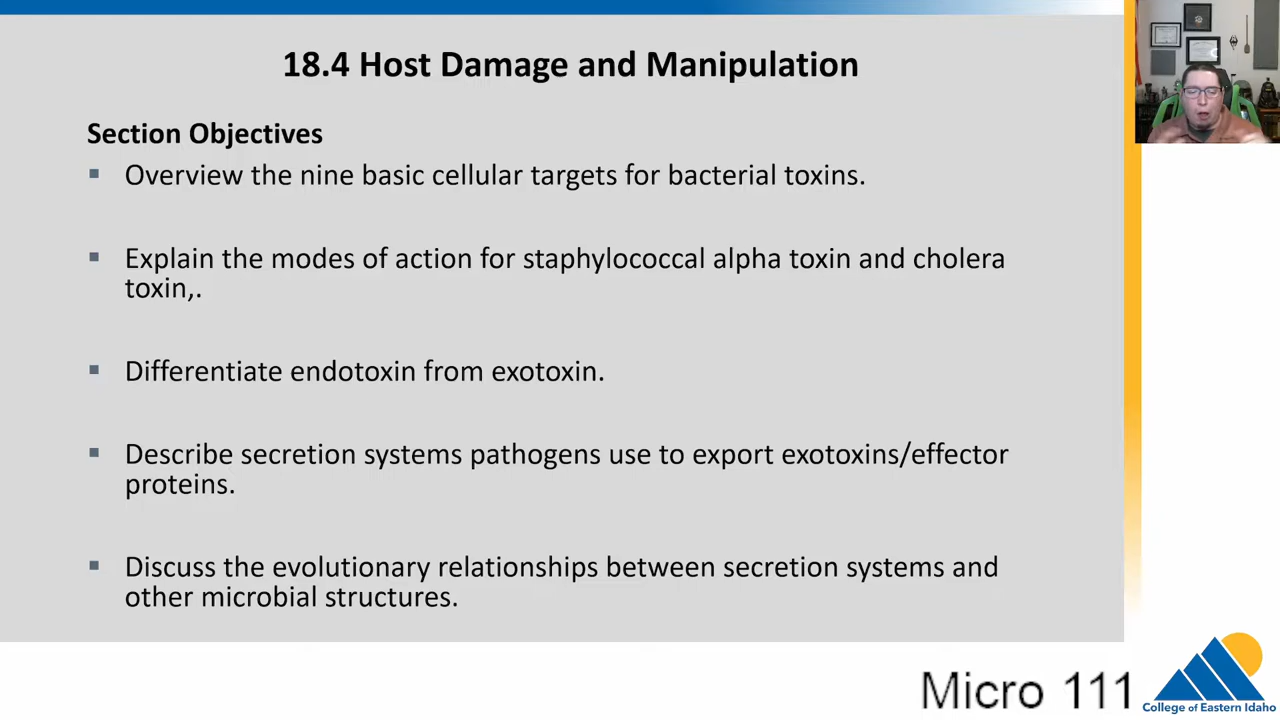 18.4 Host Damage and Manipulation
Section Objectives
Overview the nine basic cellular targets for bacterial toxins.
Explain the modes of action for staphylococcal alpha toxin and cholera
toxin,.
Differentiate endotoxin from exotoxin.
Describe secretion systems pathogens use to export exotoxins/effector
proteins.
Discuss the evolutionary relationships between secretion systems and
other microbial structures.
Micro 111
College of Eastern Idaho